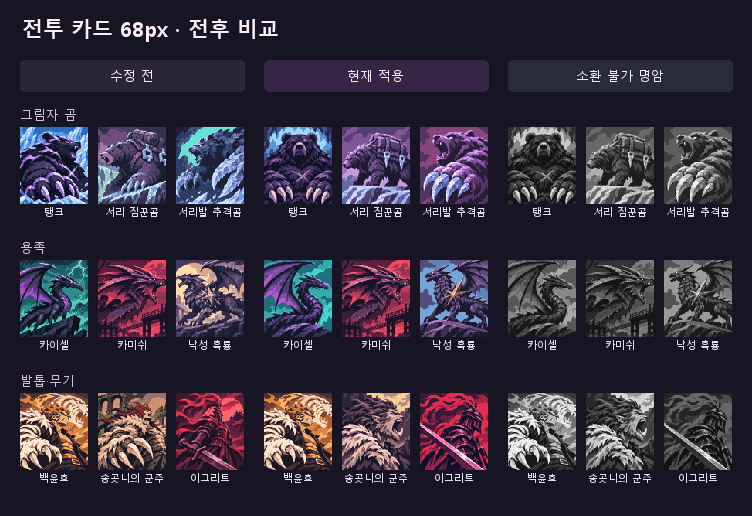 전투 카드 68px · 전후 비교
수정 전 현재 적용 소환 불가 명암
그림자 곰
탱크 서리 짐꾼곰 서리발 추격곰 탱크 서리 짐꾼곰 서리발 추격곰 탱크 서리 짐꾼곰 서리발 추격곰
용족
카이셀 카미쉬 낙성 흑룡 카이셀 카미쉬 낙성 흑룡 카이셀 카미쉬 낙성 흑룡
발톱·무기
백윤호 송곳니의 군주 이그리트 백윤호 송곳니의 군주 이그리트 백윤호 송곳니의 군주 이그리트